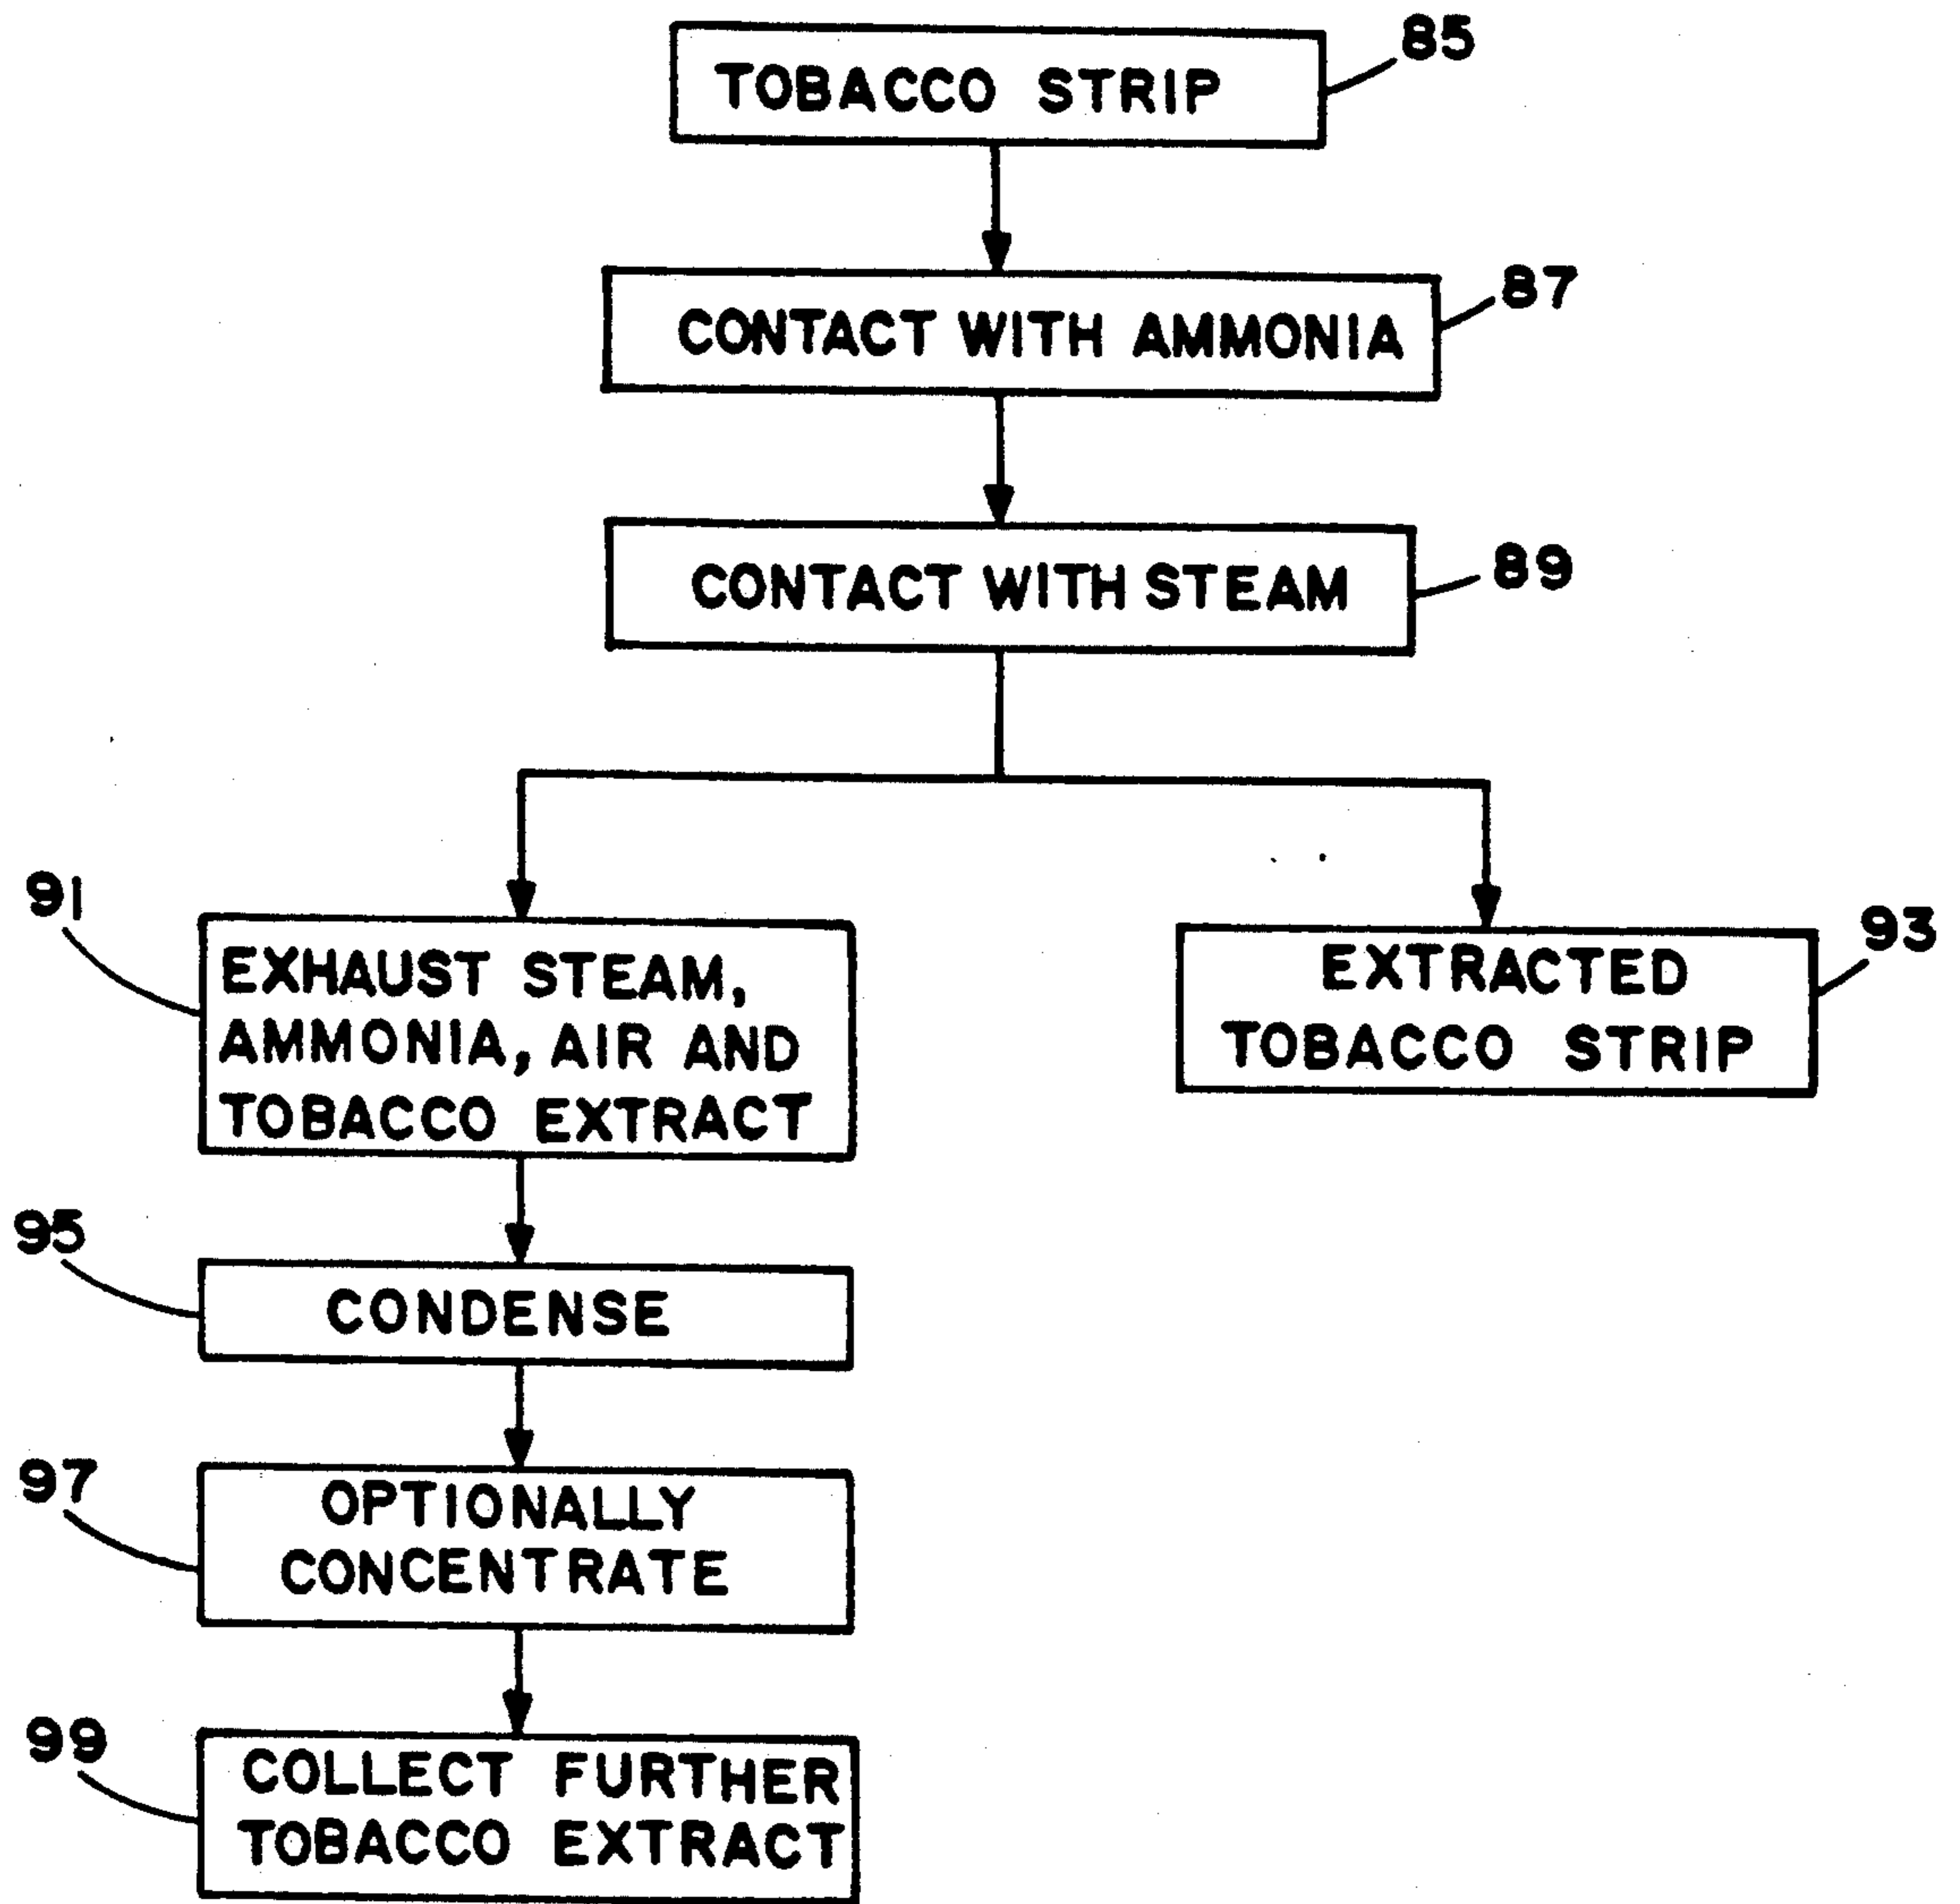 TOBACCO STRIP
85
CONTACT WITH AMMONIA
87
CONTACT WITH STEAM
89
91
EXHAUST STEAM,
AMMONIA, AIR AND
TOBACCO EXTRACT
EXTRACTED
TOBACCO STRIP
93
95
CONDENSE
97
OPTIONALLY
CONCENTRATE
99
COLLECT FURTHER
TOBACCO EXTRACT